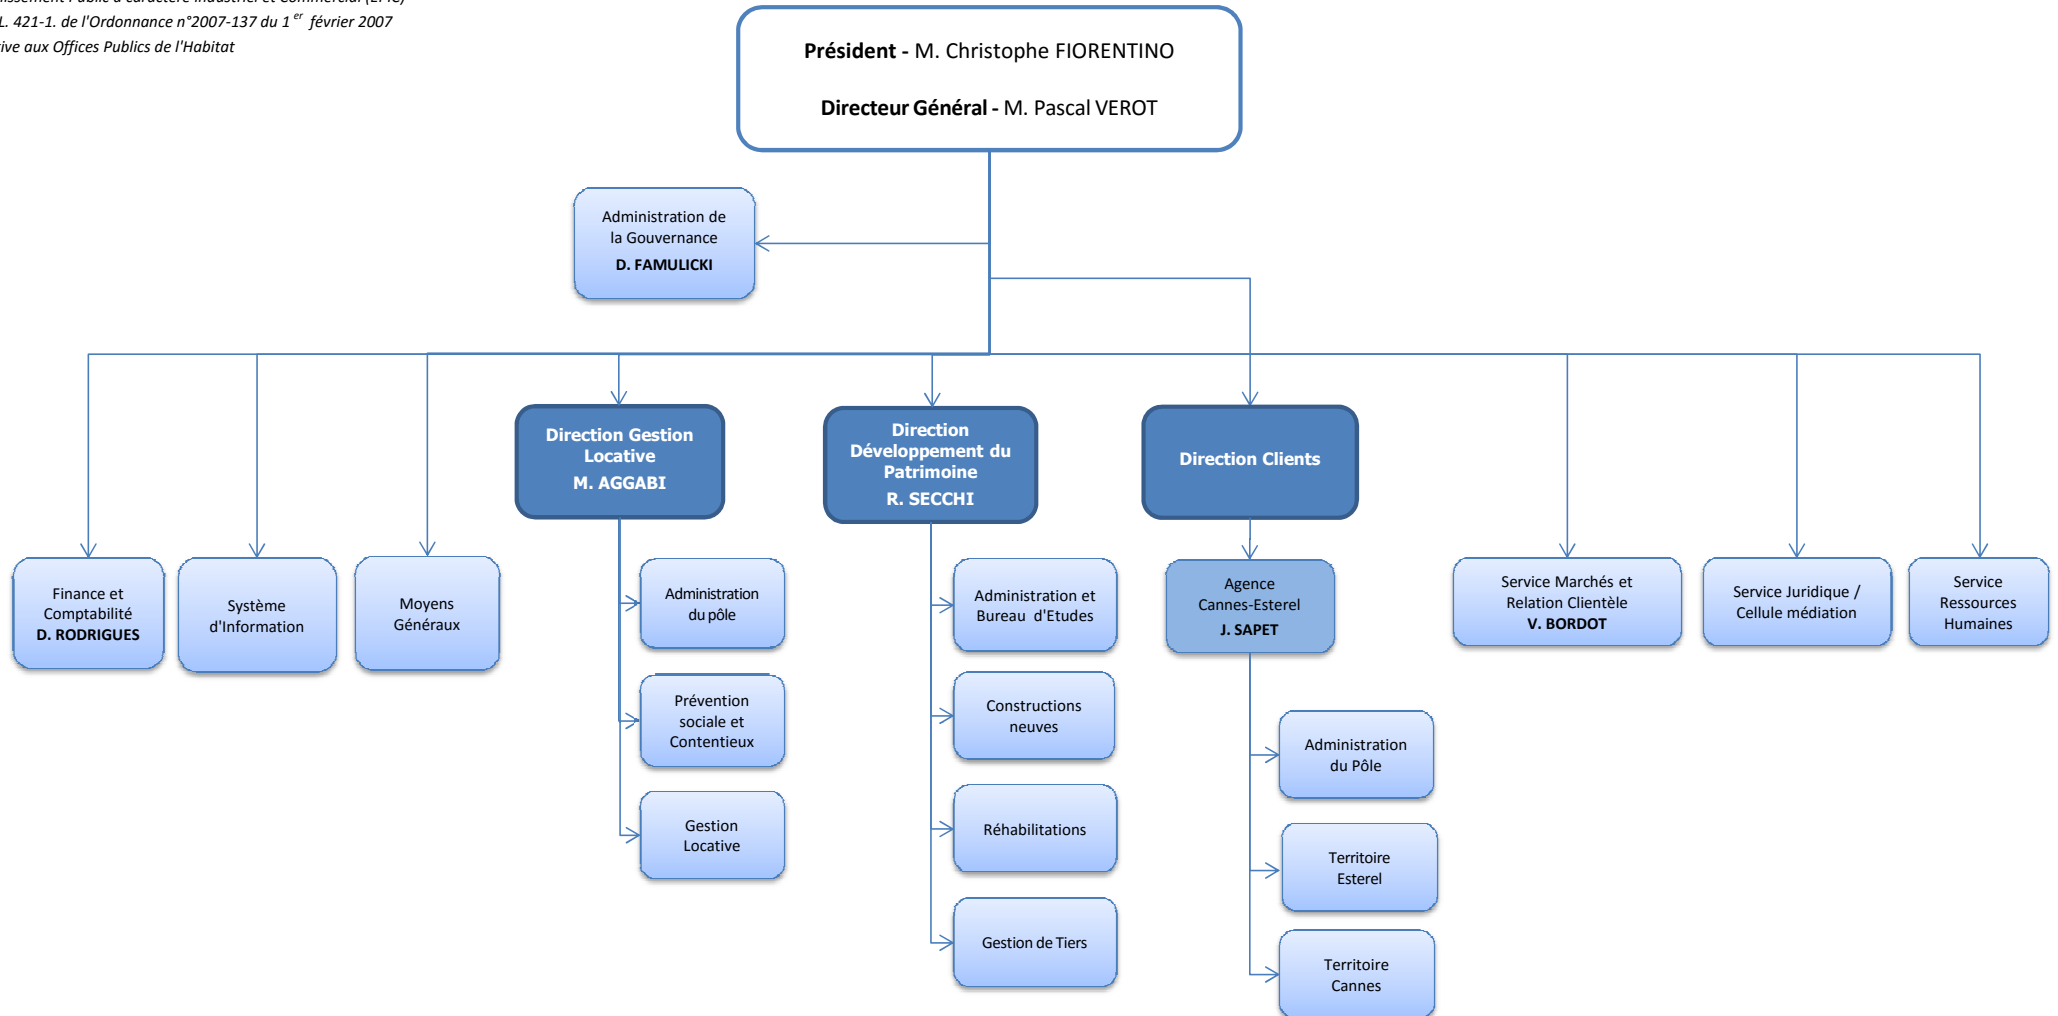 L. 421-1. de l'Ordonnance n°2007-137 du 1 er février 2007
aux Offices Publics de l'Habitat
Président - M. Christophe FIORENTINO
Directeur Général - M. Pascal VEROT
Administration de
la Gouvernance
D. FAMULICKI
Direction Gestion
Locative
M. AGGABI
Direction
Développement du
Patrimoine
R. SECCHI
Direction Clients
Finance et
Comptabilité
D. RODRIGUES
Système
d'Information
Moyens
Généraux
Administration
du pôle
Prévention
sociale et
Contentieux
Gestion
Locative
Administration et
Bureau d'Etudes
Constructions
neuves
Réhabilitations
Gestion de Tiers
Agence
Cannes-Esterel
J. SAPET
Administration
du Pôle
Territoire
Esterel
Territoire
Cannes
Service Marchés et
Relation Clientèle
V. BORDOT
Service Juridique /
Cellule médiation
Service
Ressources
Humaines